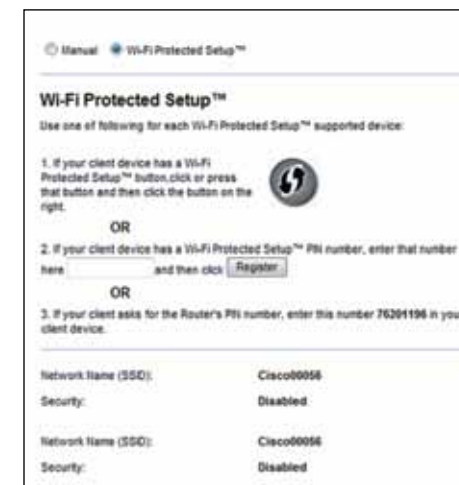 Manual Wi-Fi Protected Setup™
Wi-Fi Protected Setup™
Use one of following for each Wi-Fi Protected Setup™ supported device:
1. If your client device has a Wi-Fi
Protected Setup™ button,click or press
that button and then click the button on the
right.
OR
2. If your client device has a Wi-Fi Protected Setup™ PIN number, enter that number
here and then click Register
OR
3. If your client asks for the Router's PIN number, enter this number 76201196 in you
client device.
Network Name (SSID): Cisco00056
Security: Disabled
Network Name (SSID): Cisco00056
Security: Disabled